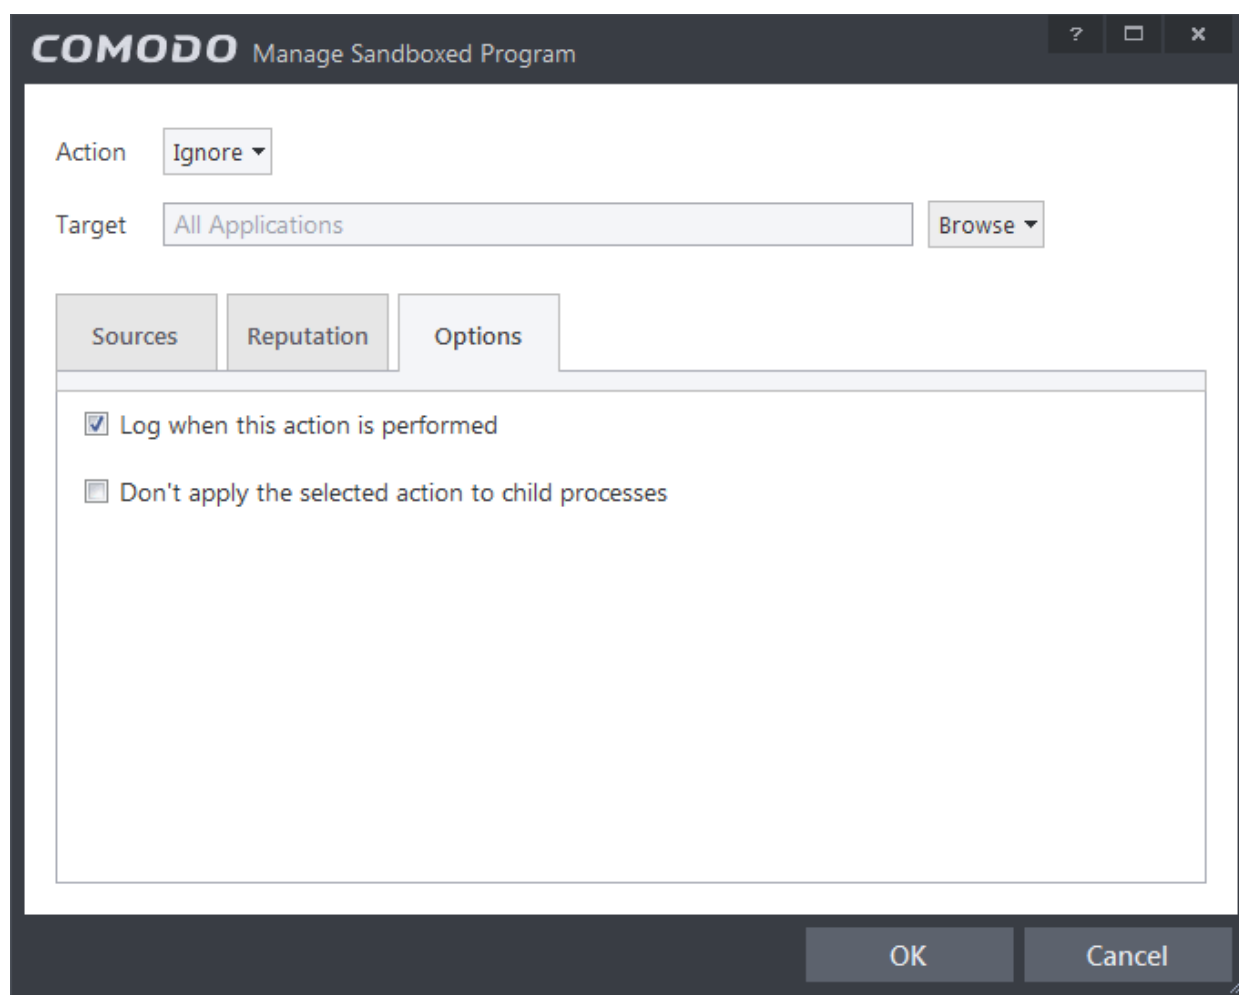 COMODO Manage Sandboxed Program
?
Action Ignore
Target All Applications Browse
Sources Reputation Options
Log when this action is performed
Don't apply the selected action to child processes
OK Cancel